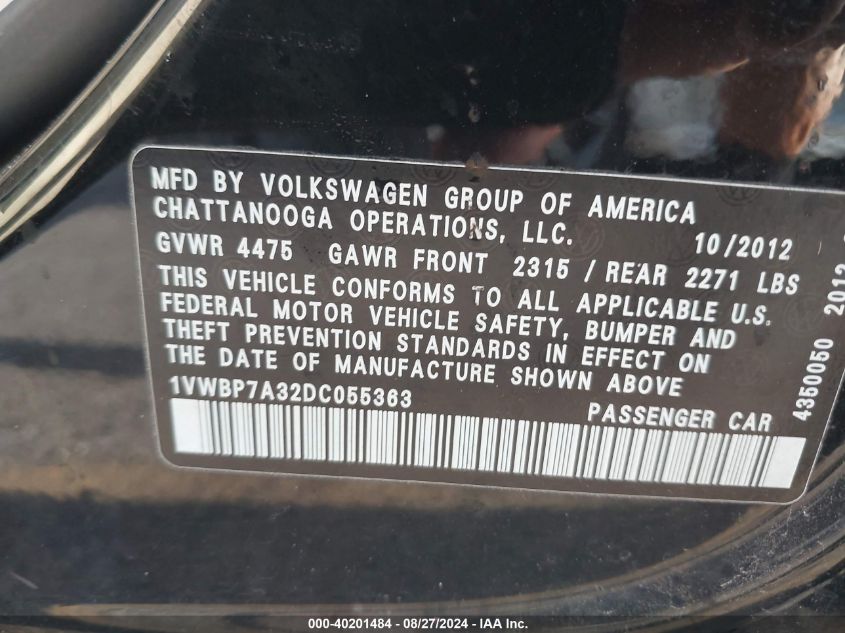 MFD BY VOLKSWAGEN GROUP OF AMERICA
CHATTANOOGA OPERATIONS, LLC. 10/2012
GVWR 4475 GAWR FRONT 2315 / REAR 2271 LBS
THIS VEHICLE CONFORMS TO ALL APPLICABLE U.S.
FEDERAL MOTOR VEHICLE SAFETY, BUMPER AND
THEFT PREVENTION STANDARDS IN EFFECT ON
THE DATE OF MANUFACTURE SHOWN ABOVE
1VWBP7A32DC055363 PASSENGER CAR
4350050 2012
000-40201484 - 08/27/2024 - IAA Inc.